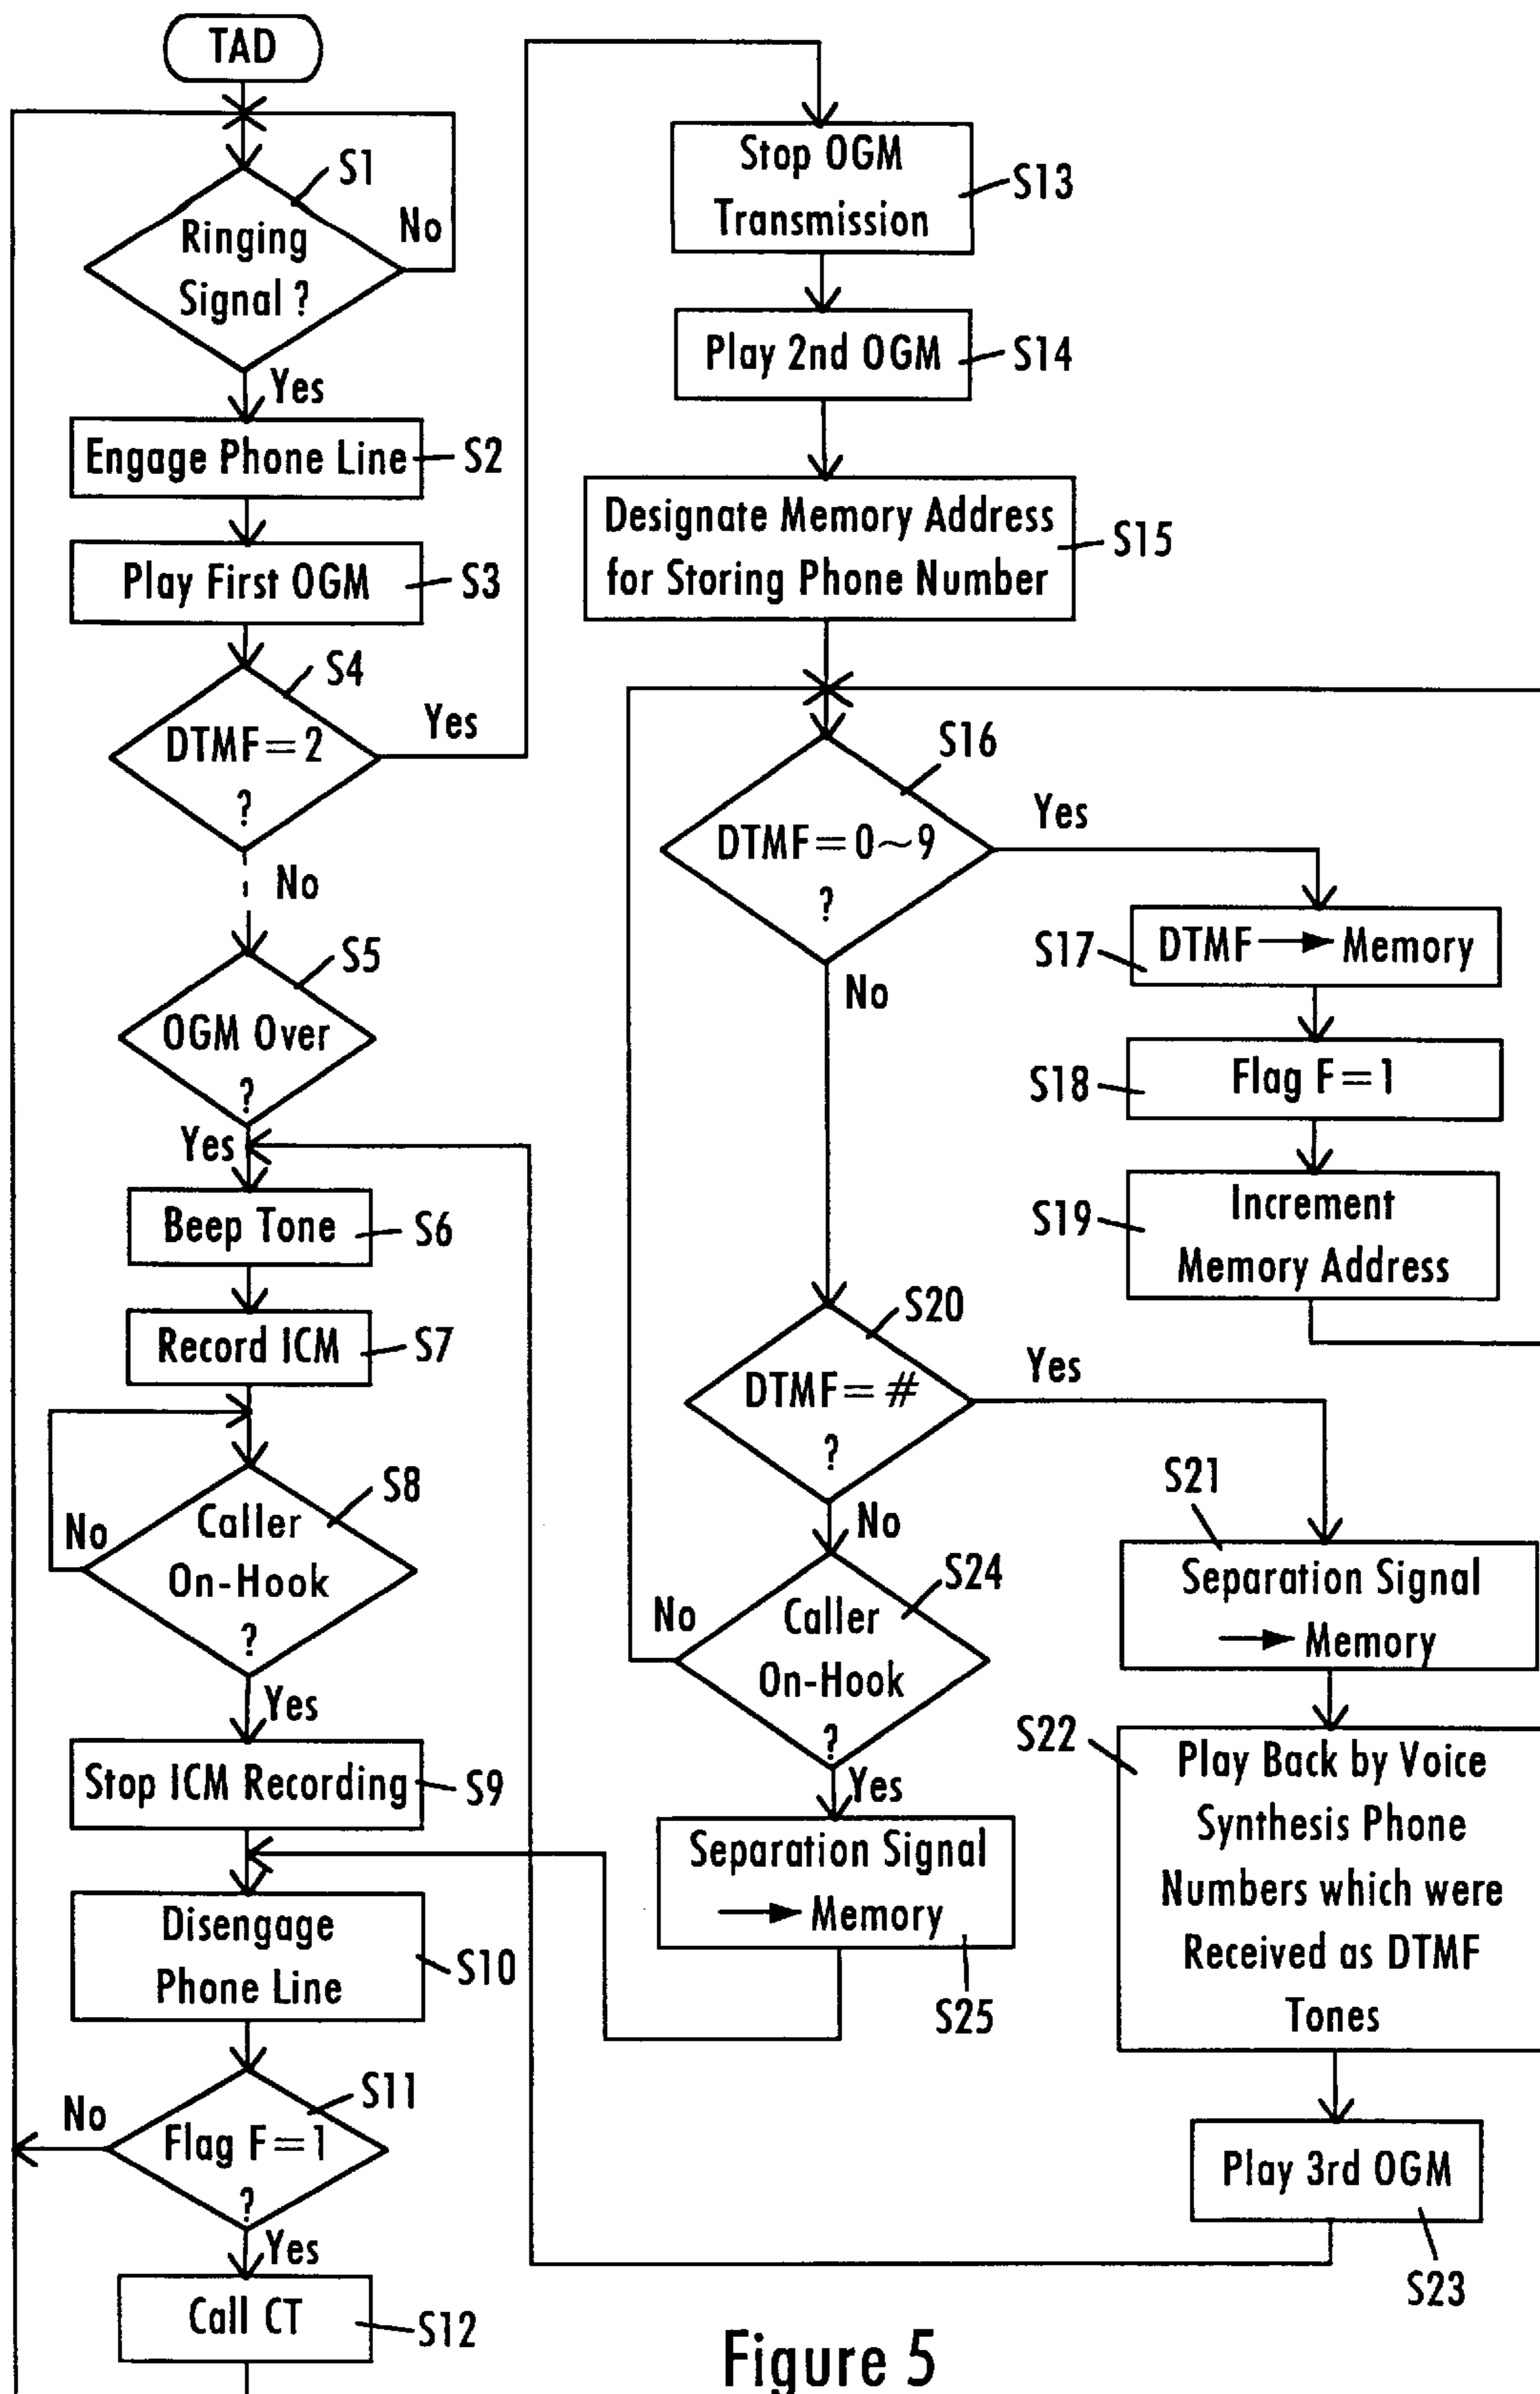 TAD
S1
Ringing
Signal ?
No
Yes
Engage Phone Line
S2
Play First OGM
S3
S4
DTMF=2
?
Yes
No
S5
OGM Over
?
Yes
Beep Tone
S6
Record ICM
S7
S8
Caller
On-Hook
?
No
Yes
Stop ICM Recording
S9
Disengage
Phone Line
S10
S11
Flag F=1
?
No
Yes
Call CT
S12
Stop OGM
Transmission
S13
Play 2nd OGM
S14
Designate Memory Address
for Storing Phone Number
S15
S16
DTMF=0~9
?
Yes
No
S17
DTMF → Memory
S18
Flag F=1
S19
Increment
Memory Address
S20
DTMF= #
?
Yes
No
S21
Separation Signal
→ Memory
S22
Play Back by Voice
Synthesis Phone
Numbers which were
Received as DTMF
Tones
Play 3rd OGM
S23
S24
Caller
On-Hook
?
No
Yes
Separation Signal
→ Memory
S25
Figure 5